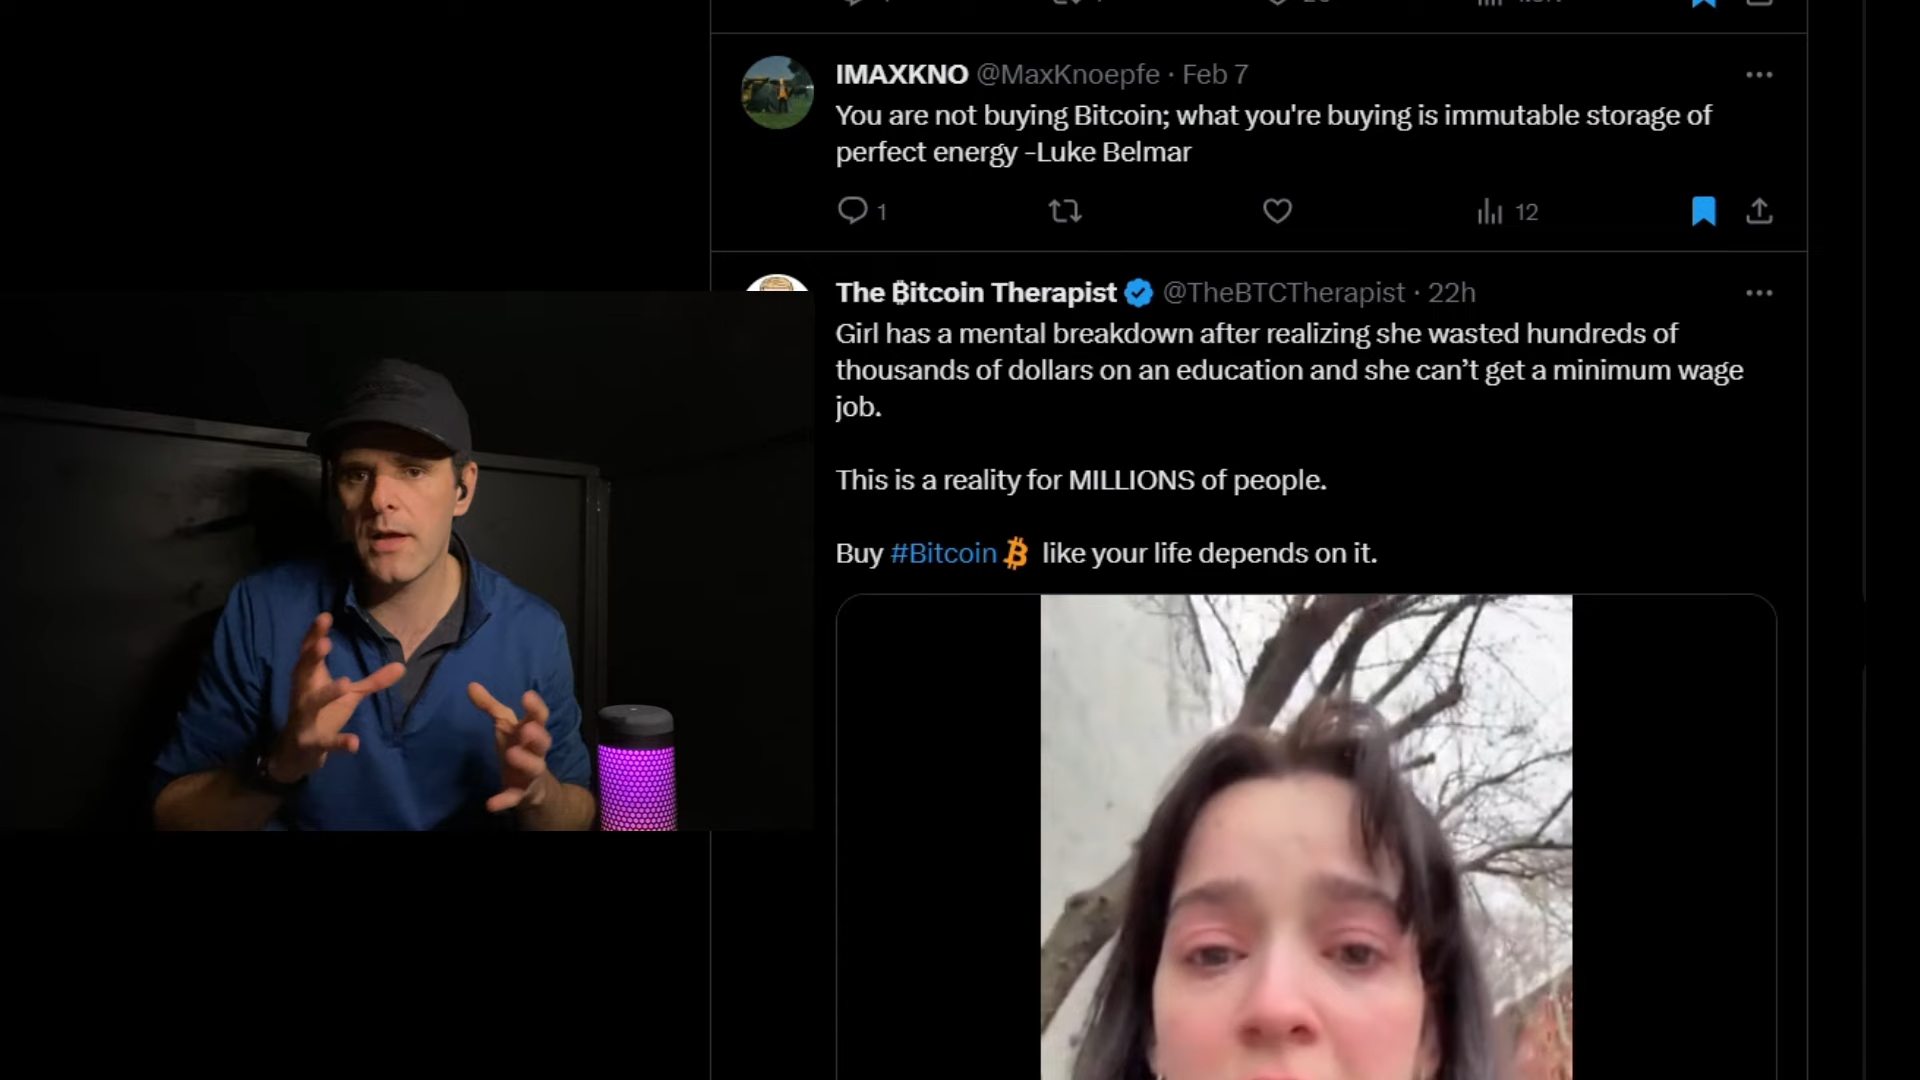 IMAXKNO @MaxKnoepfe · Feb 7
You are not buying Bitcoin; what you're buying is immutable storage of
perfect energy -Luke Belmar
1 12
The ₿itcoin Therapist @TheBTCTherapist · 22h
Girl has a mental breakdown after realizing she wasted hundreds of
thousands of dollars on an education and she can’t get a minimum wage
job.
This is a reality for MILLIONS of people.
Buy #Bitcoin like your life depends on it.